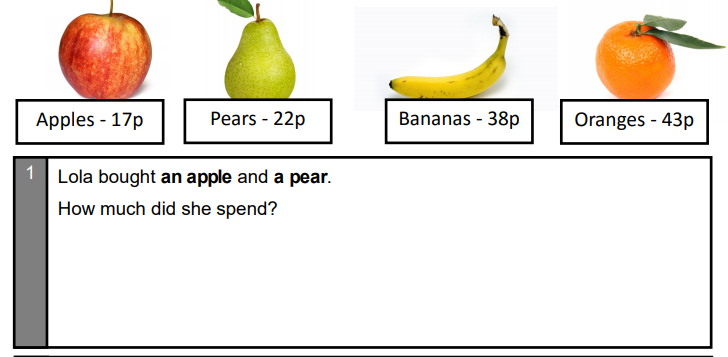 Apples - 17p
Pears - 22p
Bananas - 38p
Oranges - 43p
1
Lola bought an apple and a pear.
How much did she spend?